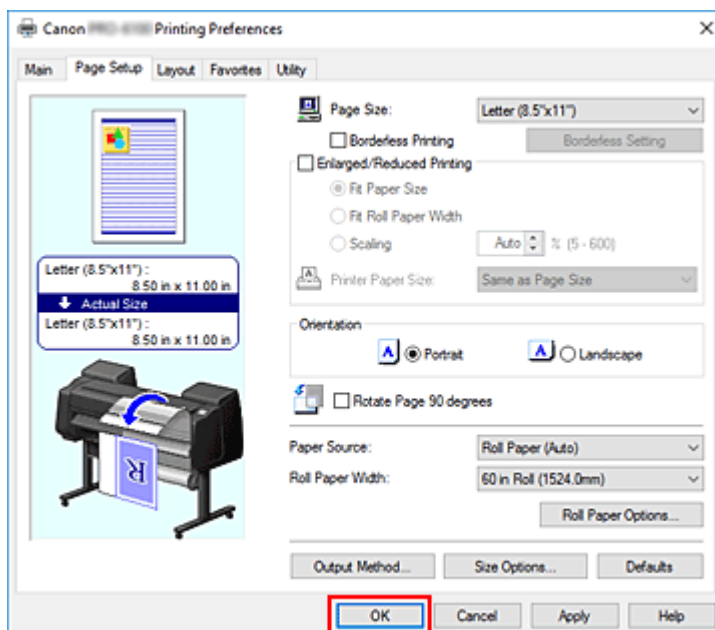 Canon Printing Preferences
Main Page Setup Layout Favorites Utility
Page Size: Letter (8.5"x11")
Borderless Printing Borderless Setting
Enlarged/Reduced Printing
Fit Paper Size
Fit Roll Paper Width
Scaling Auto % (5 - 600)
Printer Paper Size: Same as Page Size
Letter (8.5"x11") :
8.50 in x 11.00 in
Actual Size
Letter (8.5"x11") :
8.50 in x 11.00 in
Orientation
A Portrait A Landscape
Rotate Page 90 degrees
R
Paper Source: Roll Paper (Auto)
Roll Paper Width: 60 in Roll (1524.0mm)
Roll Paper Options...
Output Method... Size Options... Defaults
OK Cancel Apply Help